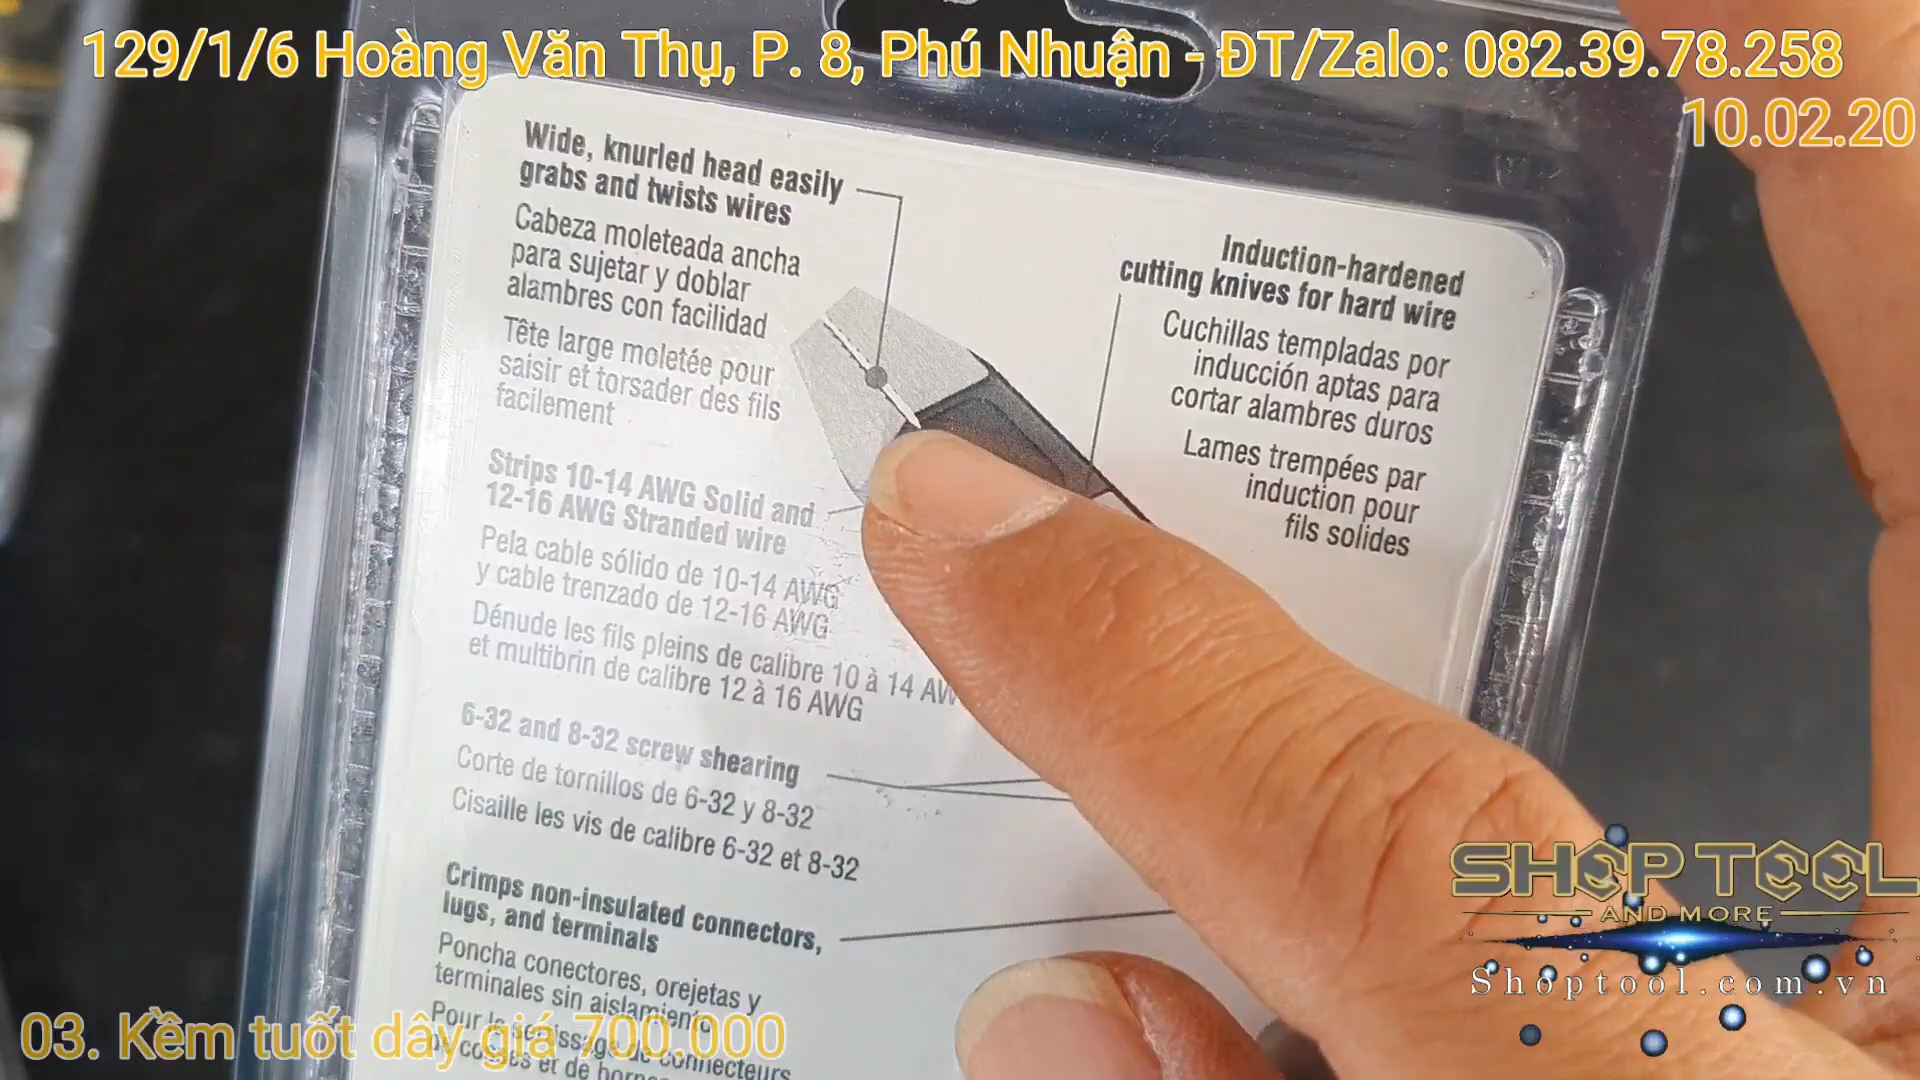 129/1/6 Hoàng Văn Thụ, P. 8, Phú Nhuận - ĐT/Zalo: 082.39.78.258
10.02.20
Wide, knurled head easily
grabs and twists wires
Cabeza moleteada ancha
para sujetar y doblar
alambres con facilidad
Tête large moletée pour
saisir et torsader des fils
facilement
Induction-hardened
cutting knives for hard wire
Cuchillas templadas por
inducción aptas para
cortar alambres duros
Lames trempées par
induction pour
fils solides
Strips 10-14 AWG Solid and
12-16 AWG Stranded wire
Pela cable sólido de 10-14 AWG
y cable trenzado de 12-16 AWG
Dénude les fils pleins de calibre 10 à 14 AW
et multibrin de calibre 12 à 16 AWG
6-32 and 8-32 screw shearing
Corte de tornillos de 6-32 y 8-32
Cisaille les vis de calibre 6-32 et 8-32
Crimps non-insulated connectors,
lugs, and terminals
Poncha conectores, orejetas y
terminales sin aislamiento
Pour le connecteurs
et de
SHOP TOOL
AND MORE
Shoptool.com.vn
03. Kềm tuốt dây giá 700.000